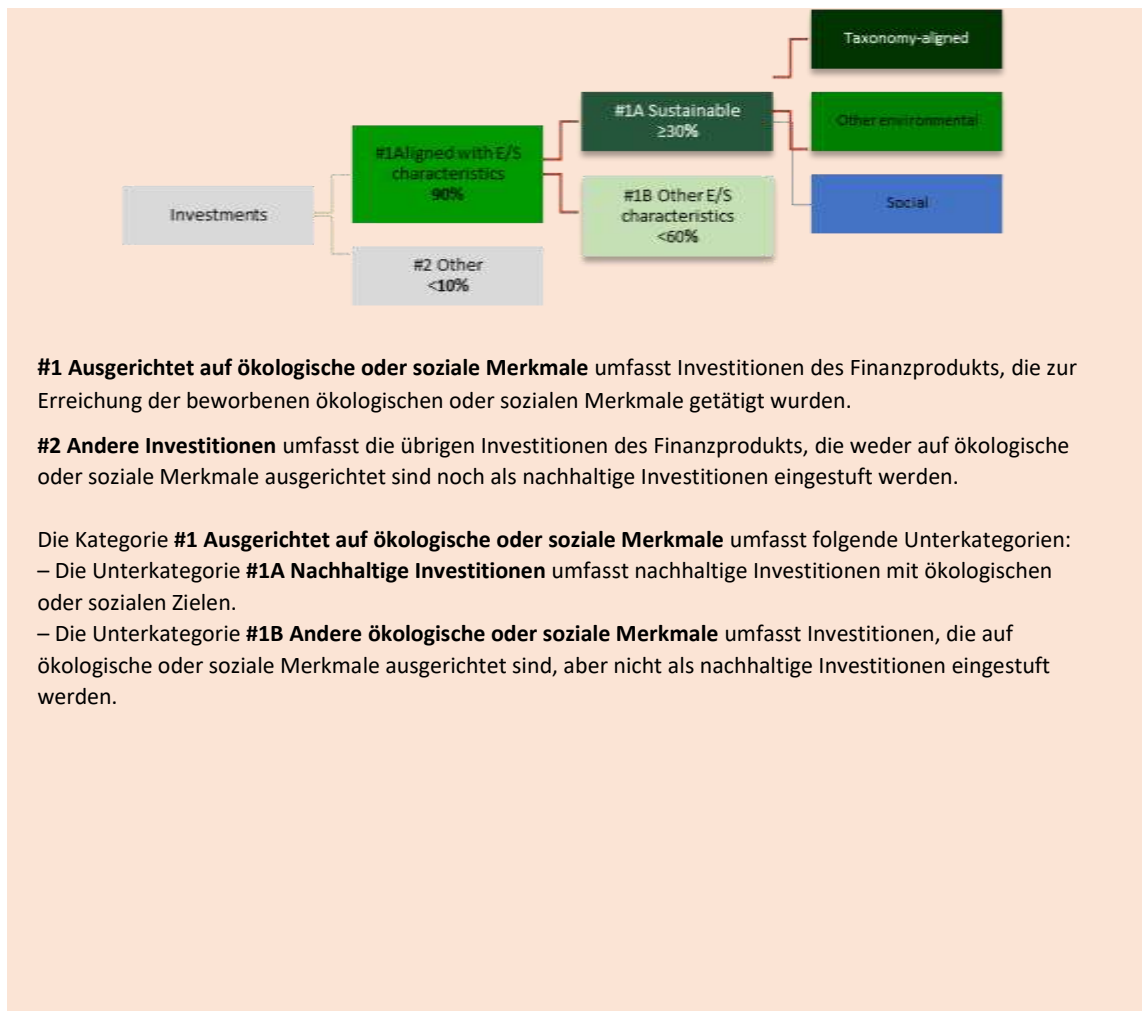 Taxonomy-aligned
#1A Sustainable
≥30%
Other environmental
#1Aligned with E/S
characteristics
90%
#1B Other E/S
characteristics
<60%
Social
Investments
#2 Other
<10%
#1 Ausgerichtet auf ökologische oder soziale Merkmale umfasst Investitionen des Finanzprodukts, die zur
Erreichung der beworbenen ökologischen oder sozialen Merkmale getätigt wurden.
#2 Andere Investitionen umfasst die übrigen Investitionen des Finanzprodukts, die weder auf ökologische
oder soziale Merkmale ausgerichtet sind noch als nachhaltige Investitionen eingestuft werden.
Die Kategorie #1 Ausgerichtet auf ökologische oder soziale Merkmale umfasst folgende Unterkategorien:
– Die Unterkategorie #1A Nachhaltige Investitionen umfasst nachhaltige Investitionen mit ökologischen
oder sozialen Zielen.
– Die Unterkategorie #1B Andere ökologische oder soziale Merkmale umfasst Investitionen, die auf
ökologische oder soziale Merkmale ausgerichtet sind, aber nicht als nachhaltige Investitionen eingestuft
werden.